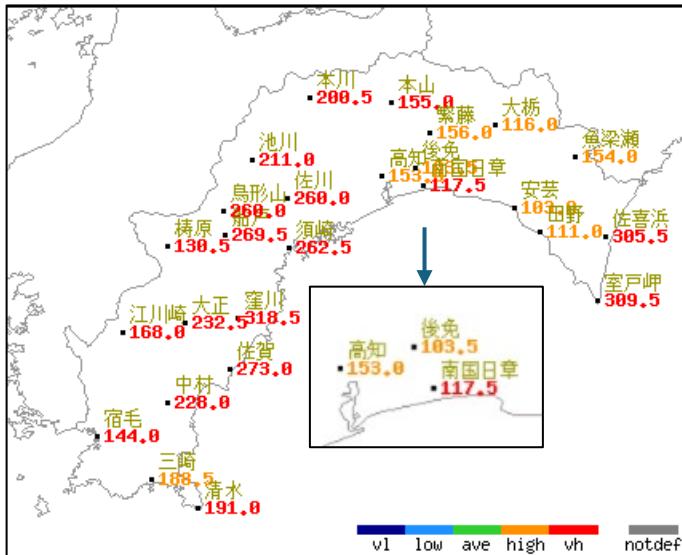 本川
200.5
本山
155.0
繁藤
156.0
大栃
116.0
魚梁瀬
154.0
池川
211.0
佐川
260.0
高知
153.0
後免
南国日章
117.5
鳥形山
260.0
船戸
269.5
梼原
130.5
須崎
262.5
安芸
103.0
田野
111.0
佐喜浜
305.5
室戸岬
309.5
江川崎
168.0
大正
232.5
窪川
318.5
佐賀
273.0
中村
228.0
宿毛
144.0
三崎
188.5
清水
191.0
後免
103.5
高知
153.0
南国日章
117.5
vl low ave high vh notdef